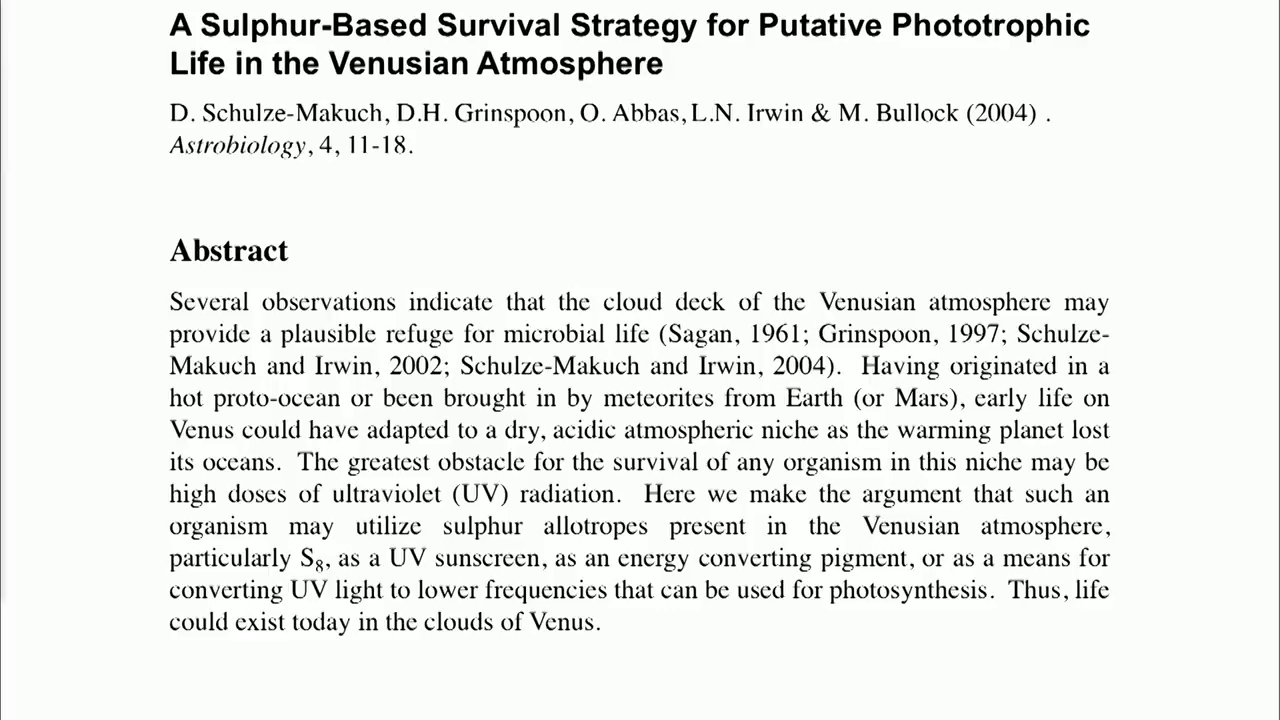 A Sulphur-Based Survival Strategy for Putative Phototrophic
Life in the Venusian Atmosphere
D. Schulze-Makuch, D.H. Grinspoon, O. Abbas, L.N. Irwin & M. Bullock (2004) .
Astrobiology, 4, 11-18.
Abstract
Several observations indicate that the cloud deck of the Venusian atmosphere may
provide a plausible refuge for microbial life (Sagan, 1961; Grinspoon, 1997; Schulze-
Makuch and Irwin, 2002; Schulze-Makuch and Irwin, 2004). Having originated in a
hot proto-ocean or been brought in by meteorites from Earth (or Mars), early life on
Venus could have adapted to a dry, acidic atmospheric niche as the warming planet lost
its oceans. The greatest obstacle for the survival of any organism in this niche may be
high doses of ultraviolet (UV) radiation. Here we make the argument that such an
organism may utilize sulphur allotropes present in the Venusian atmosphere,
particularly S₈, as a UV sunscreen, as an energy converting pigment, or as a means for
converting UV light to lower frequencies that can be used for photosynthesis. Thus, life
could exist today in the clouds of Venus.